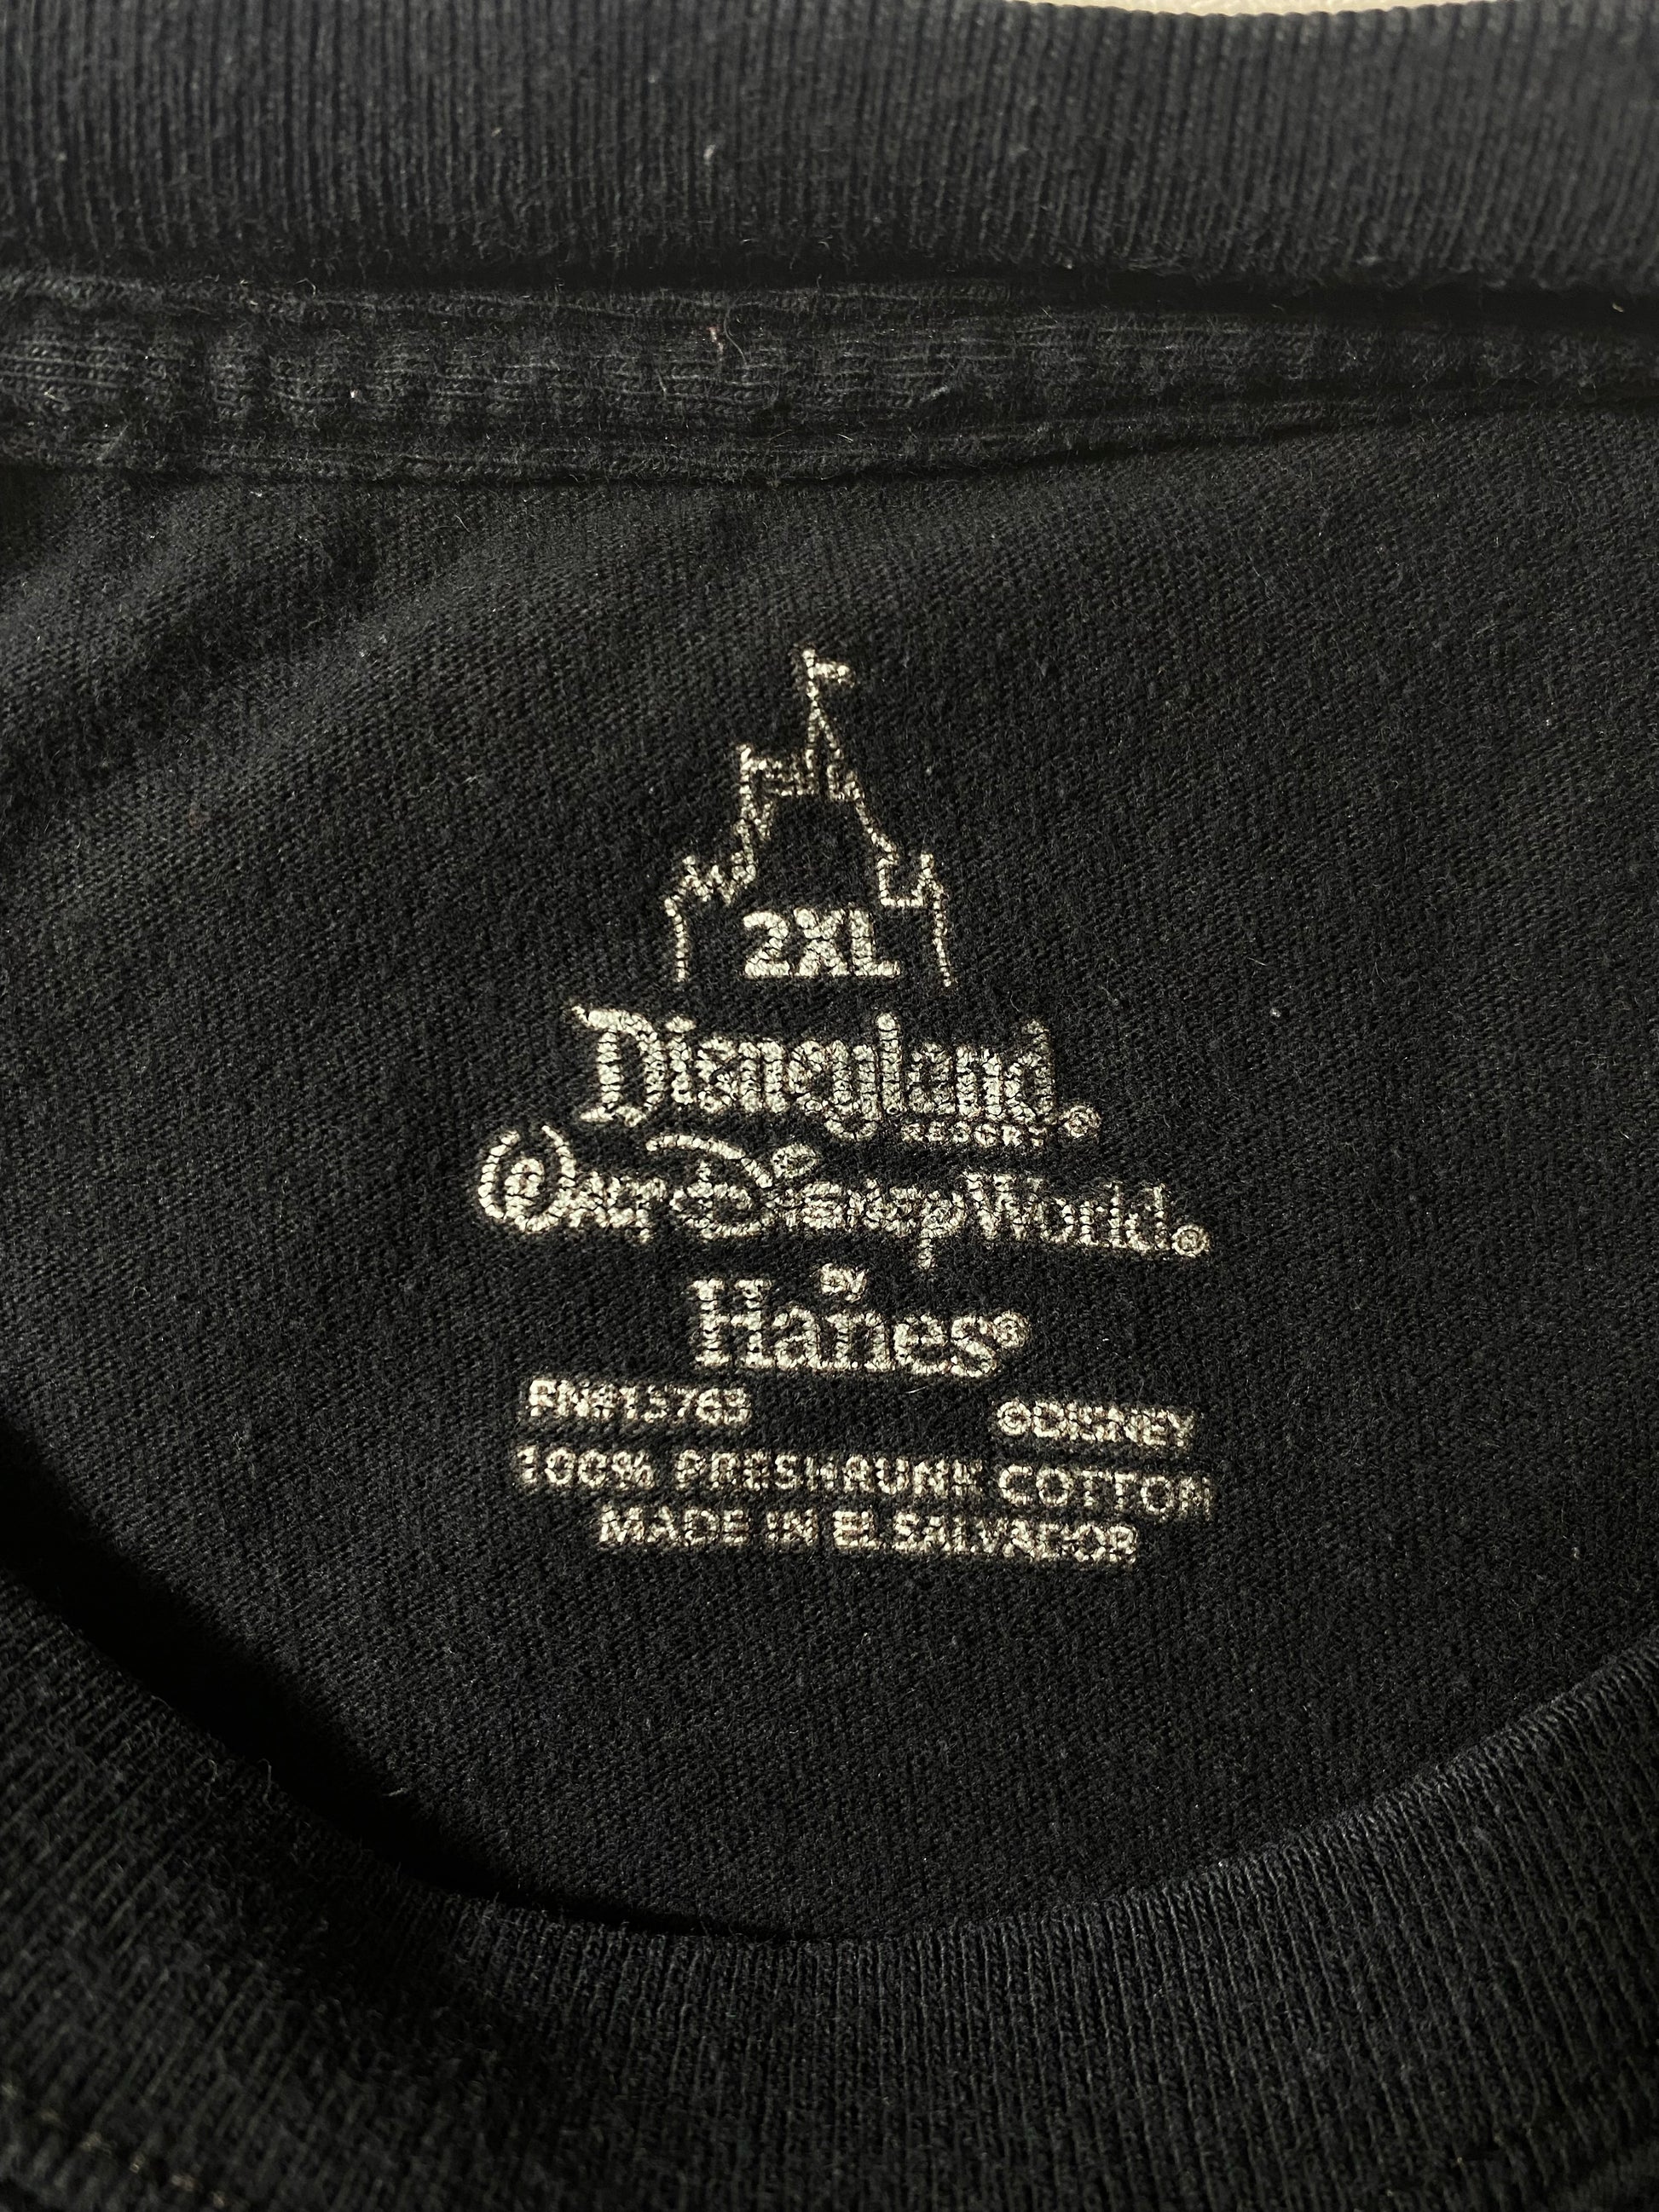 2XL
Disneyland®
RESORT
Walt Disney World®
by
Hanes®
RN#15763 ©DISNEY
100% PRESHRUNK COTTON
MADE IN EL SALVADOR